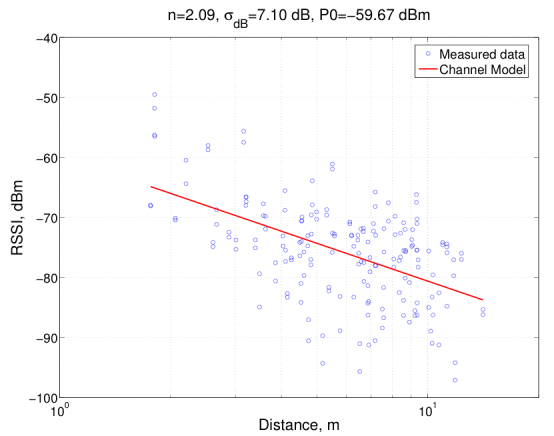 n=2.09, σdB=7.10 dB, P0=−59.67 dBm
Measured data
Channel Model
RSSI, dBm
−40
−50
−60
−70
−80
−90
−100
10^0
10^1
Distance, m